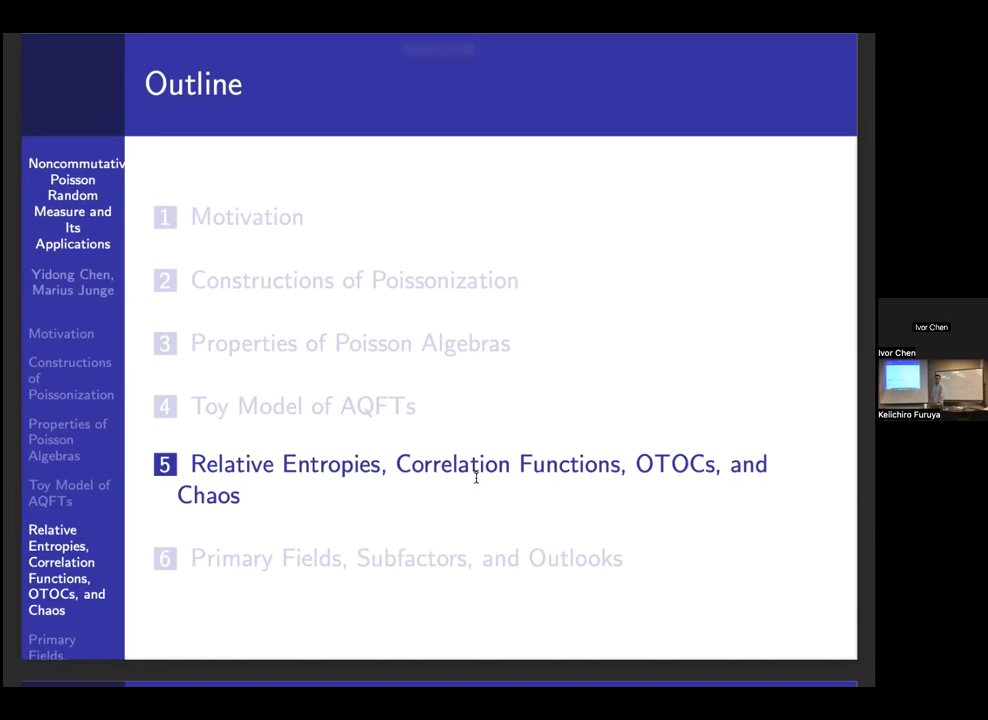 Outline
Noncommutativ
Poisson
Random
Measure and
Its
Applications
Yidong Chen,
Marius Junge
Motivation
Constructions
of
Poissonization
Properties of
Poisson
Algebras
Toy Model of
AQFTs
Relative
Entropies,
Correlation
Functions,
OTOCs, and
Chaos
Primary
Fields,
1 Motivation
2 Constructions of Poissonization
3 Properties of Poisson Algebras
4 Toy Model of AQFTs
5 Relative Entropies, Correlation Functions, OTOCs, and
Chaos
6 Primary Fields, Subfactors, and Outlooks
Ivor Chen
Ivor Chen
Keiichiro Furuya